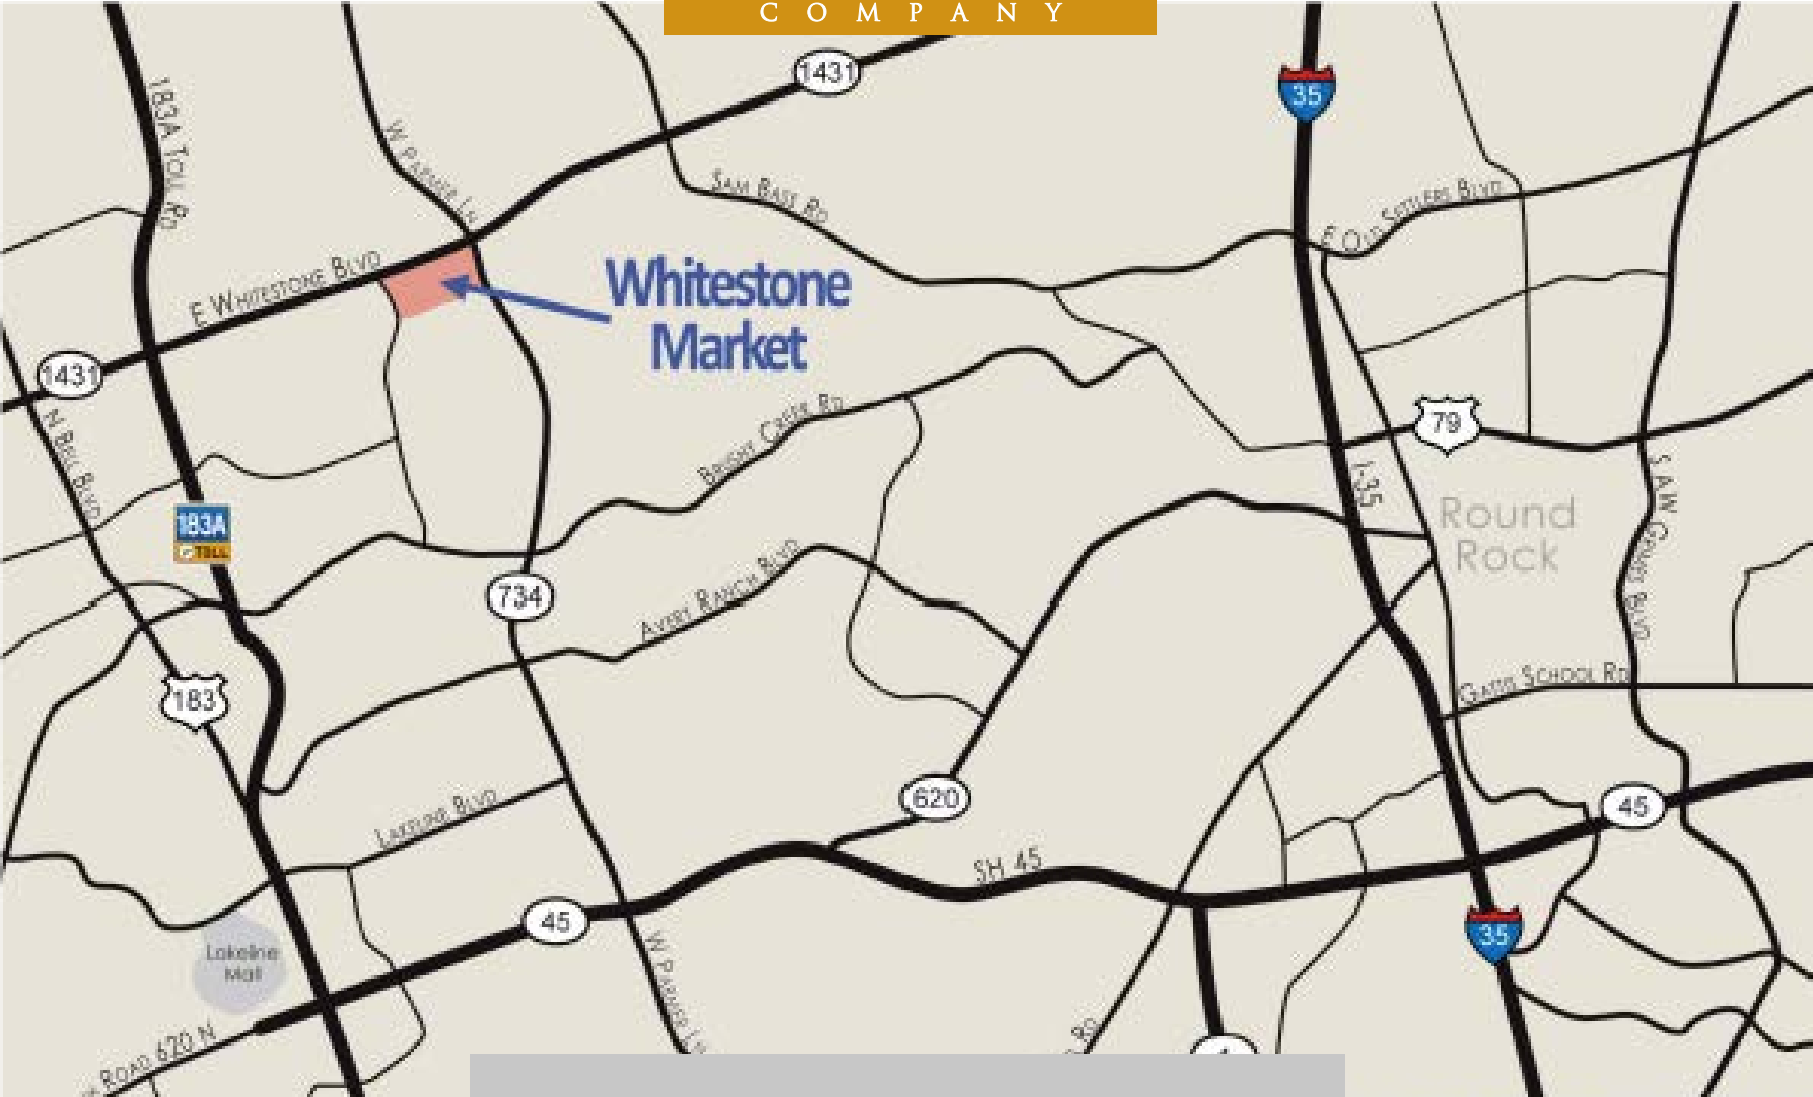 COMPANY
1431
35
183A TOLL RD
W PARMER LN
SAM BASS RD
E OLD SETTLERS BLVD
E WHITESTONE BLVD
Whitestone
Market
1431
N BELL BLVD
BRUSHY CREEK RD
79
I-35
Round
Rock
S A W GRIMES BLVD
183A
TOLL
734
AVERY RANCH BLVD
183
GATTIS SCHOOL RD
LAKELINE BLVD
620
45
SH 45
45
35
Lakeline
Mall
W PARMER LN
ROAD 620 N
RD